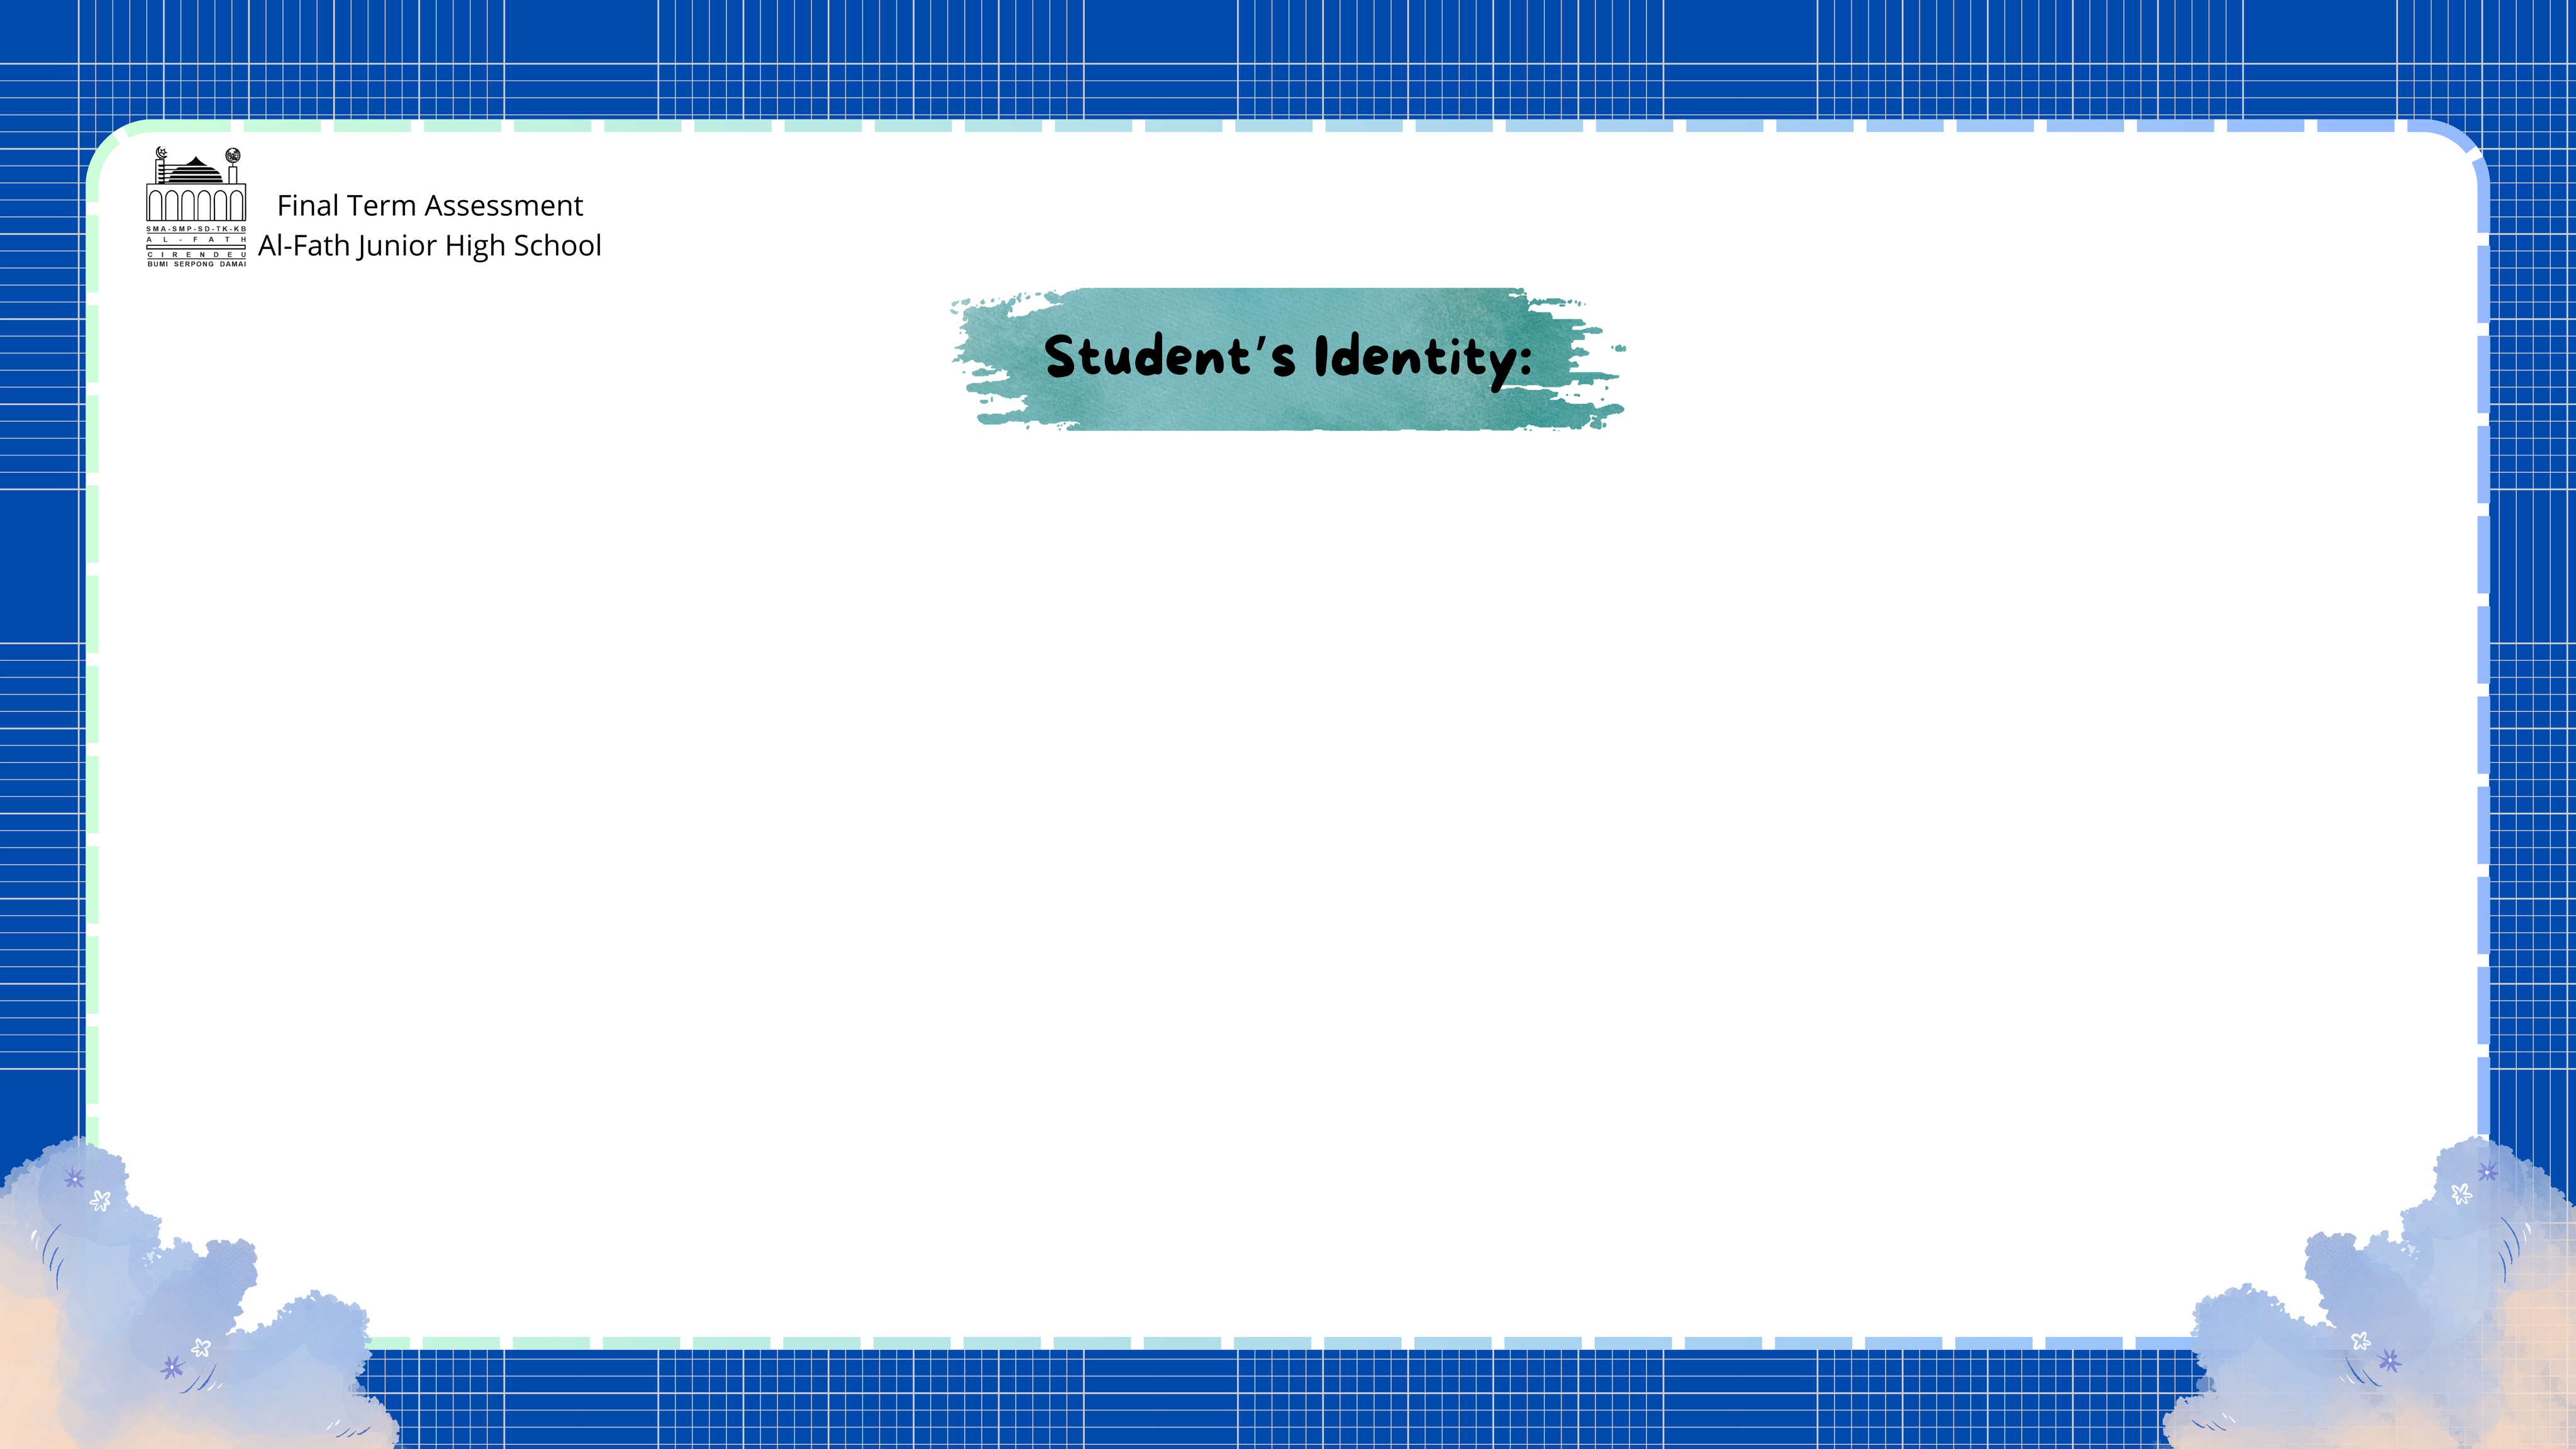 SMA-SMP-SD-TK-KB
AL-FATH
CIRENDEU
BUMI SERPONG DAMAI
Final Term Assessment
Al-Fath Junior High School
Student's Identity: